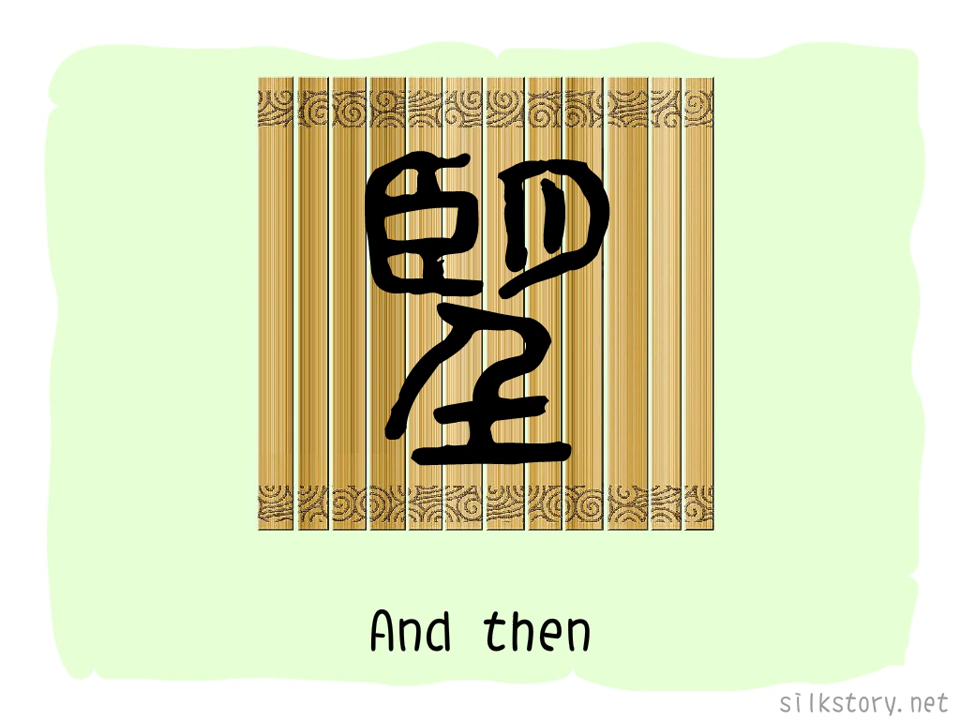 朢
And then
silkstory.net